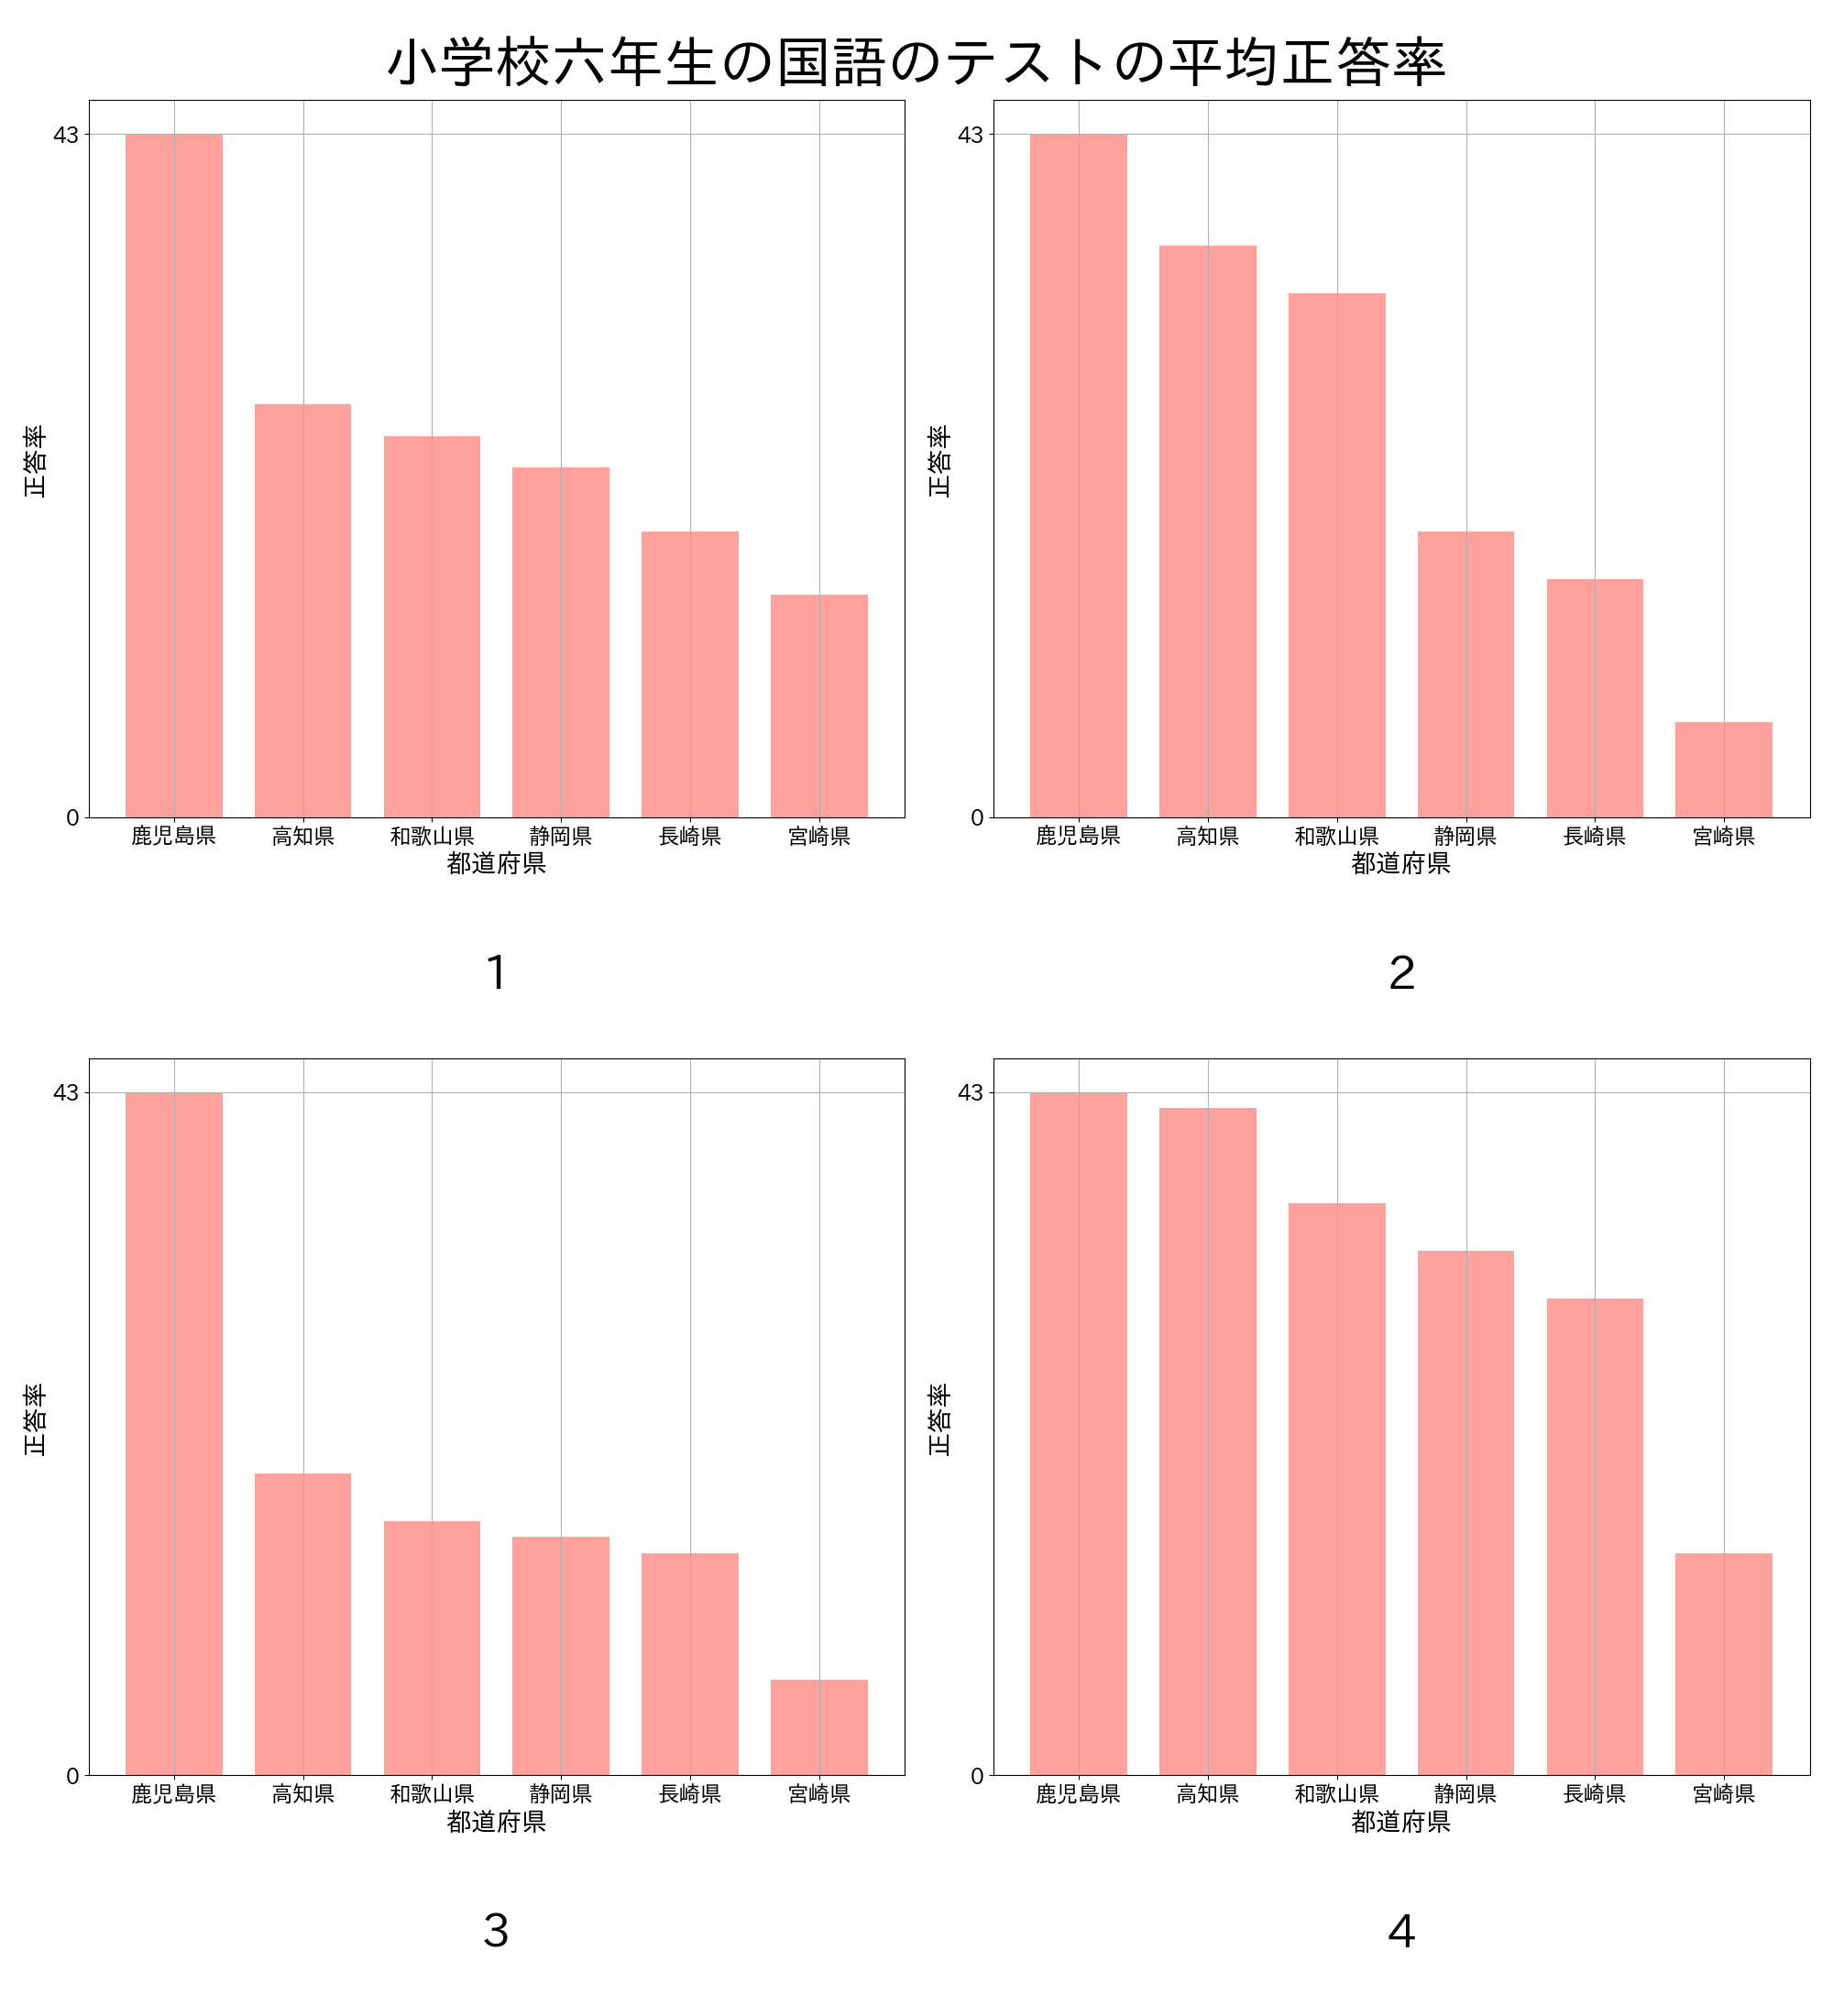 小学校六年生の国語のテストの平均正答率
43
0
正答率
鹿児島県 高知県 和歌山県 静岡県 長崎県 宮崎県
都道府県
1
43
0
正答率
鹿児島県 高知県 和歌山県 静岡県 長崎県 宮崎県
都道府県
2
43
0
正答率
鹿児島県 高知県 和歌山県 静岡県 長崎県 宮崎県
都道府県
3
43
0
正答率
鹿児島県 高知県 和歌山県 静岡県 長崎県 宮崎県
都道府県
4